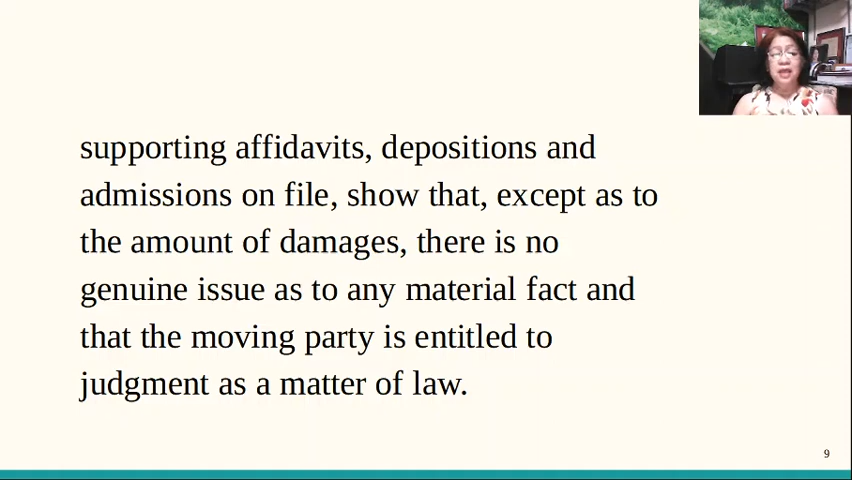 supporting affidavits, depositions and
admissions on file, show that, except as to
the amount of damages, there is no
genuine issue as to any material fact and
that the moving party is entitled to
judgment as a matter of law.
9